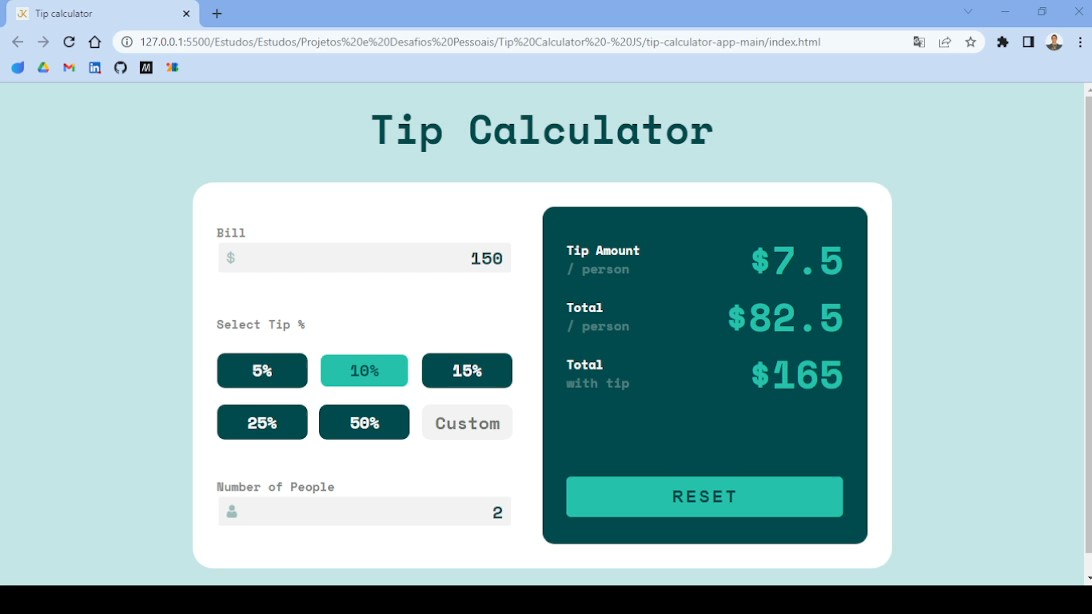 Tip calculator
127.0.0.1:5500/Estudos/Estudos/Projetos%20e%20Desafios%20Pessoais/Tip%20Calculator%20-%20JS/tip-calculator-app-main/index.html
Tip Calculator
Bill
$ 150
Select Tip %
5% 10% 15%
25% 50% Custom
Number of People
2
Tip Amount
/ person
$7.5
Total
/ person
$82.5
Total
with tip
$165
RESET